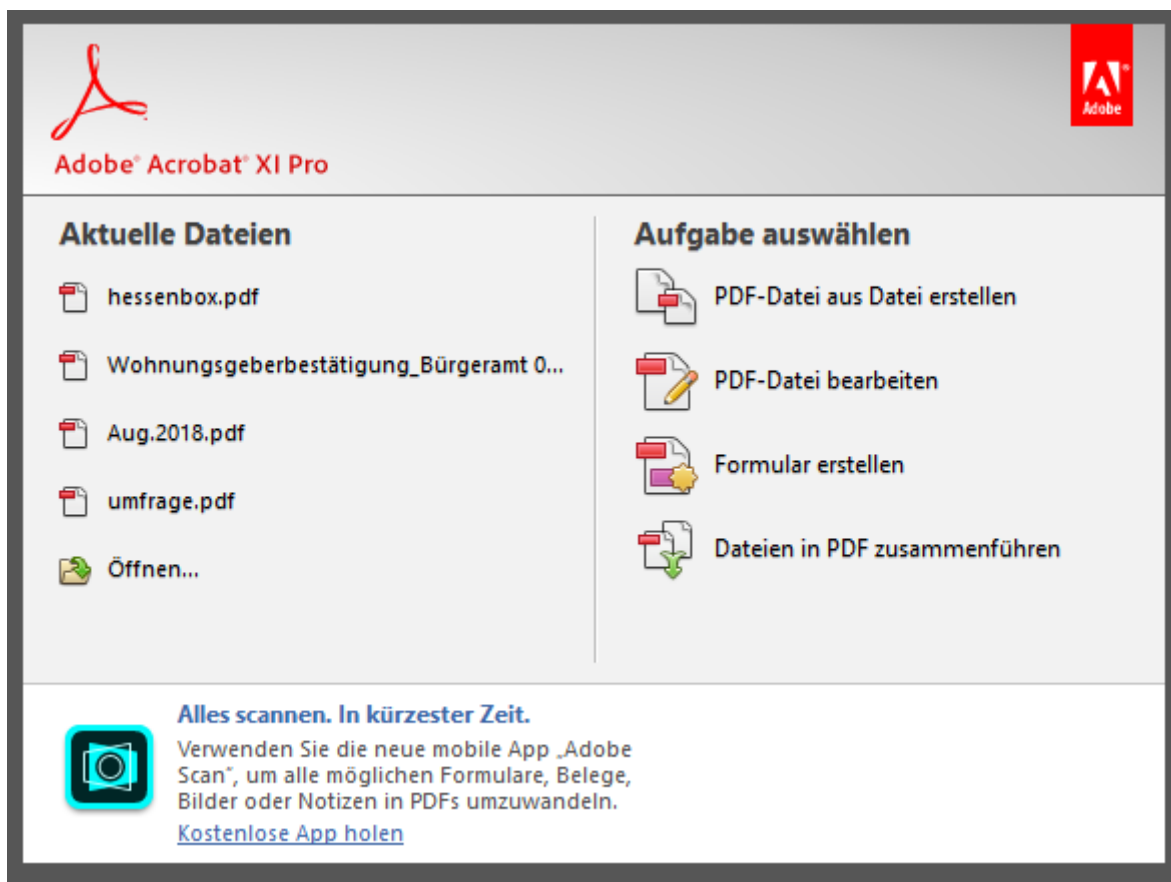 Adobe® Acrobat® XI Pro
Adobe
Aktuelle Dateien
hessenbox.pdf
Wohnungsgeberbestätigung_Bürgeramt 0...
Aug.2018.pdf
umfrage.pdf
Öffnen...
Aufgabe auswählen
PDF-Datei aus Datei erstellen
PDF-Datei bearbeiten
Formular erstellen
Dateien in PDF zusammenführen
Alles scannen. In kürzester Zeit.
Verwenden Sie die neue mobile App „Adobe
Scan“, um alle möglichen Formulare, Belege,
Bilder oder Notizen in PDFs umzuwandeln.
Kostenlose App holen